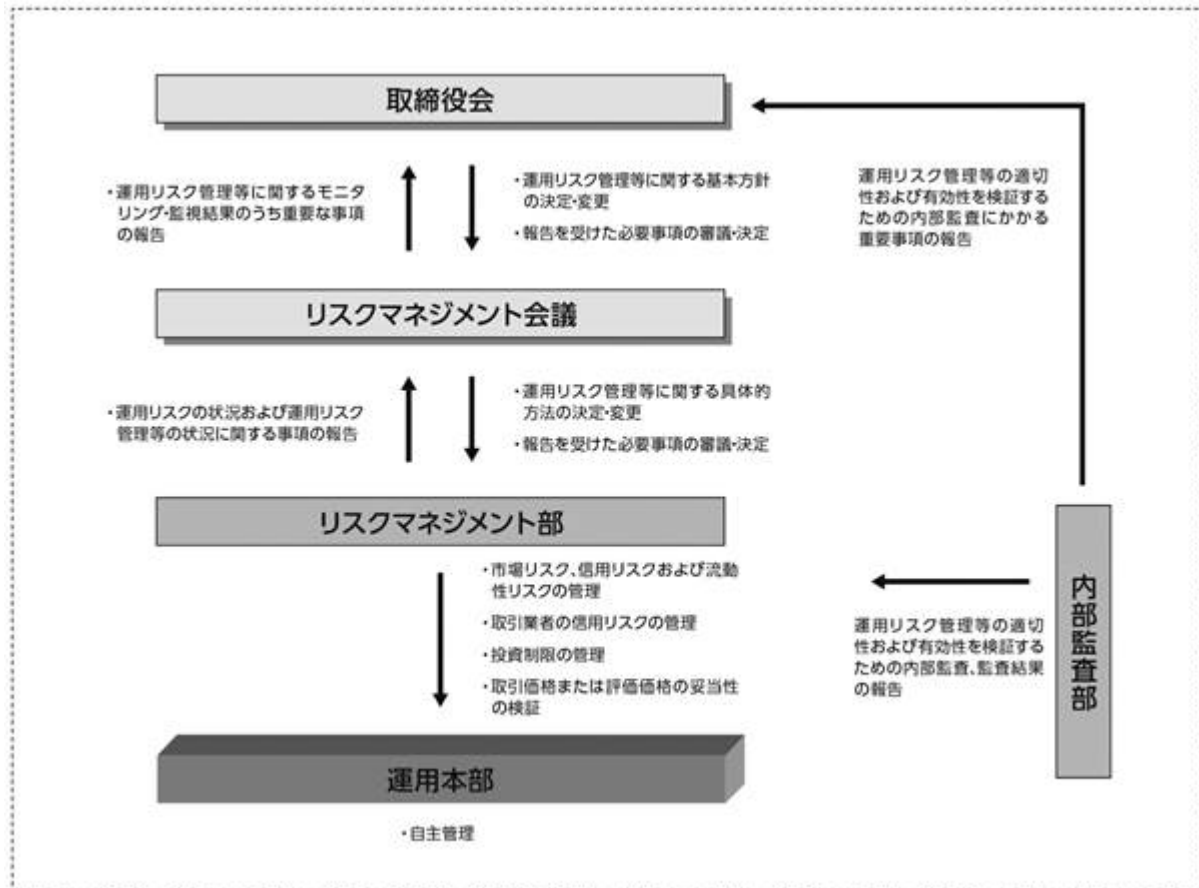 取締役会
・運用リスク管理等に関するモニタ
リング・監視結果のうち重要な事項
の報告
・運用リスク管理等に関する基本方針
の決定・変更
・報告を受けた必要事項の審議・決定
運用リスク管理等の適切
性および有効性を検証する
ための内部監査にかかる
重要事項の報告
リスクマネジメント会議
・運用リスクの状況および運用リスク
管理等の状況に関する事項の報告
・運用リスク管理等に関する具体的
方法の決定・変更
・報告を受けた必要事項の審議・決定
リスクマネジメント部
・市場リスク、信用リスクおよび流動
性リスクの管理
・取引業者の信用リスクの管理
・投資制限の管理
・取引価格または評価価格の妥当性
の検証
運用リスク管理等の適切
性および有効性を検証する
ための内部監査、監査結果
の報告
内部監査部
運用本部
・自主管理